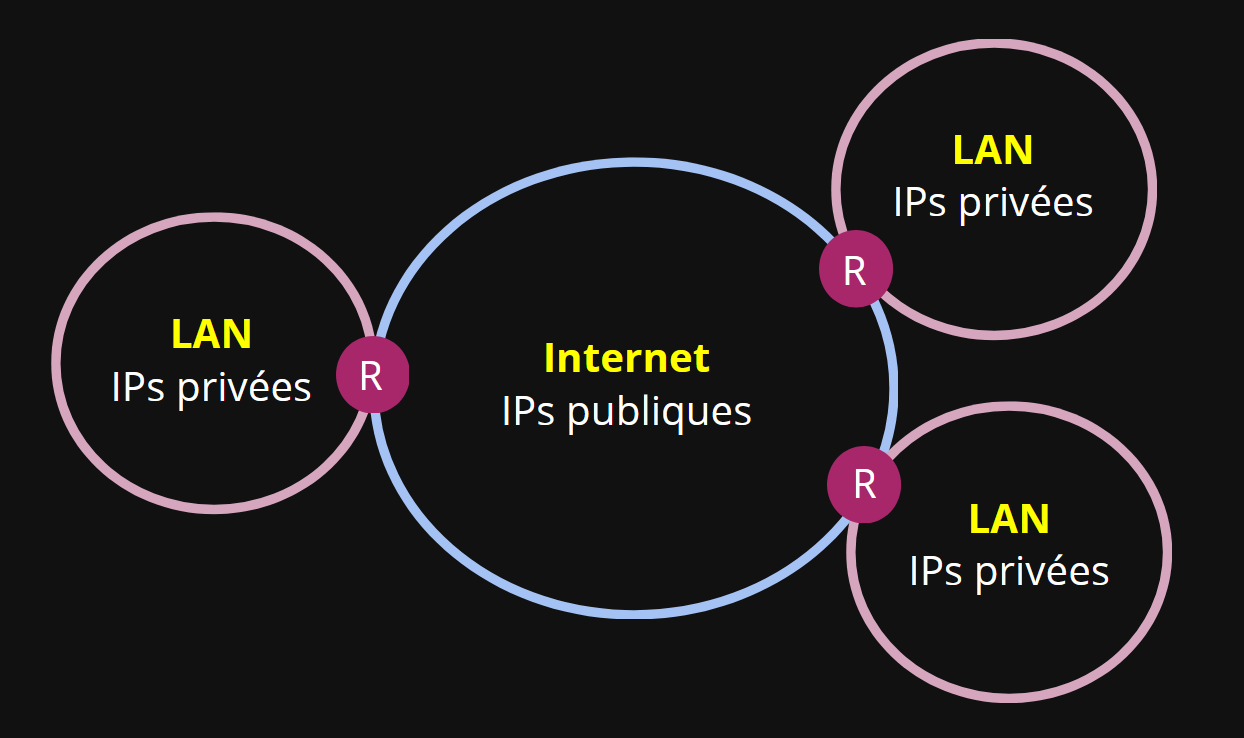 LAN
IPs privées
R
LAN
IPs privées
R
Internet
IPs publiques
R
LAN
IPs privées